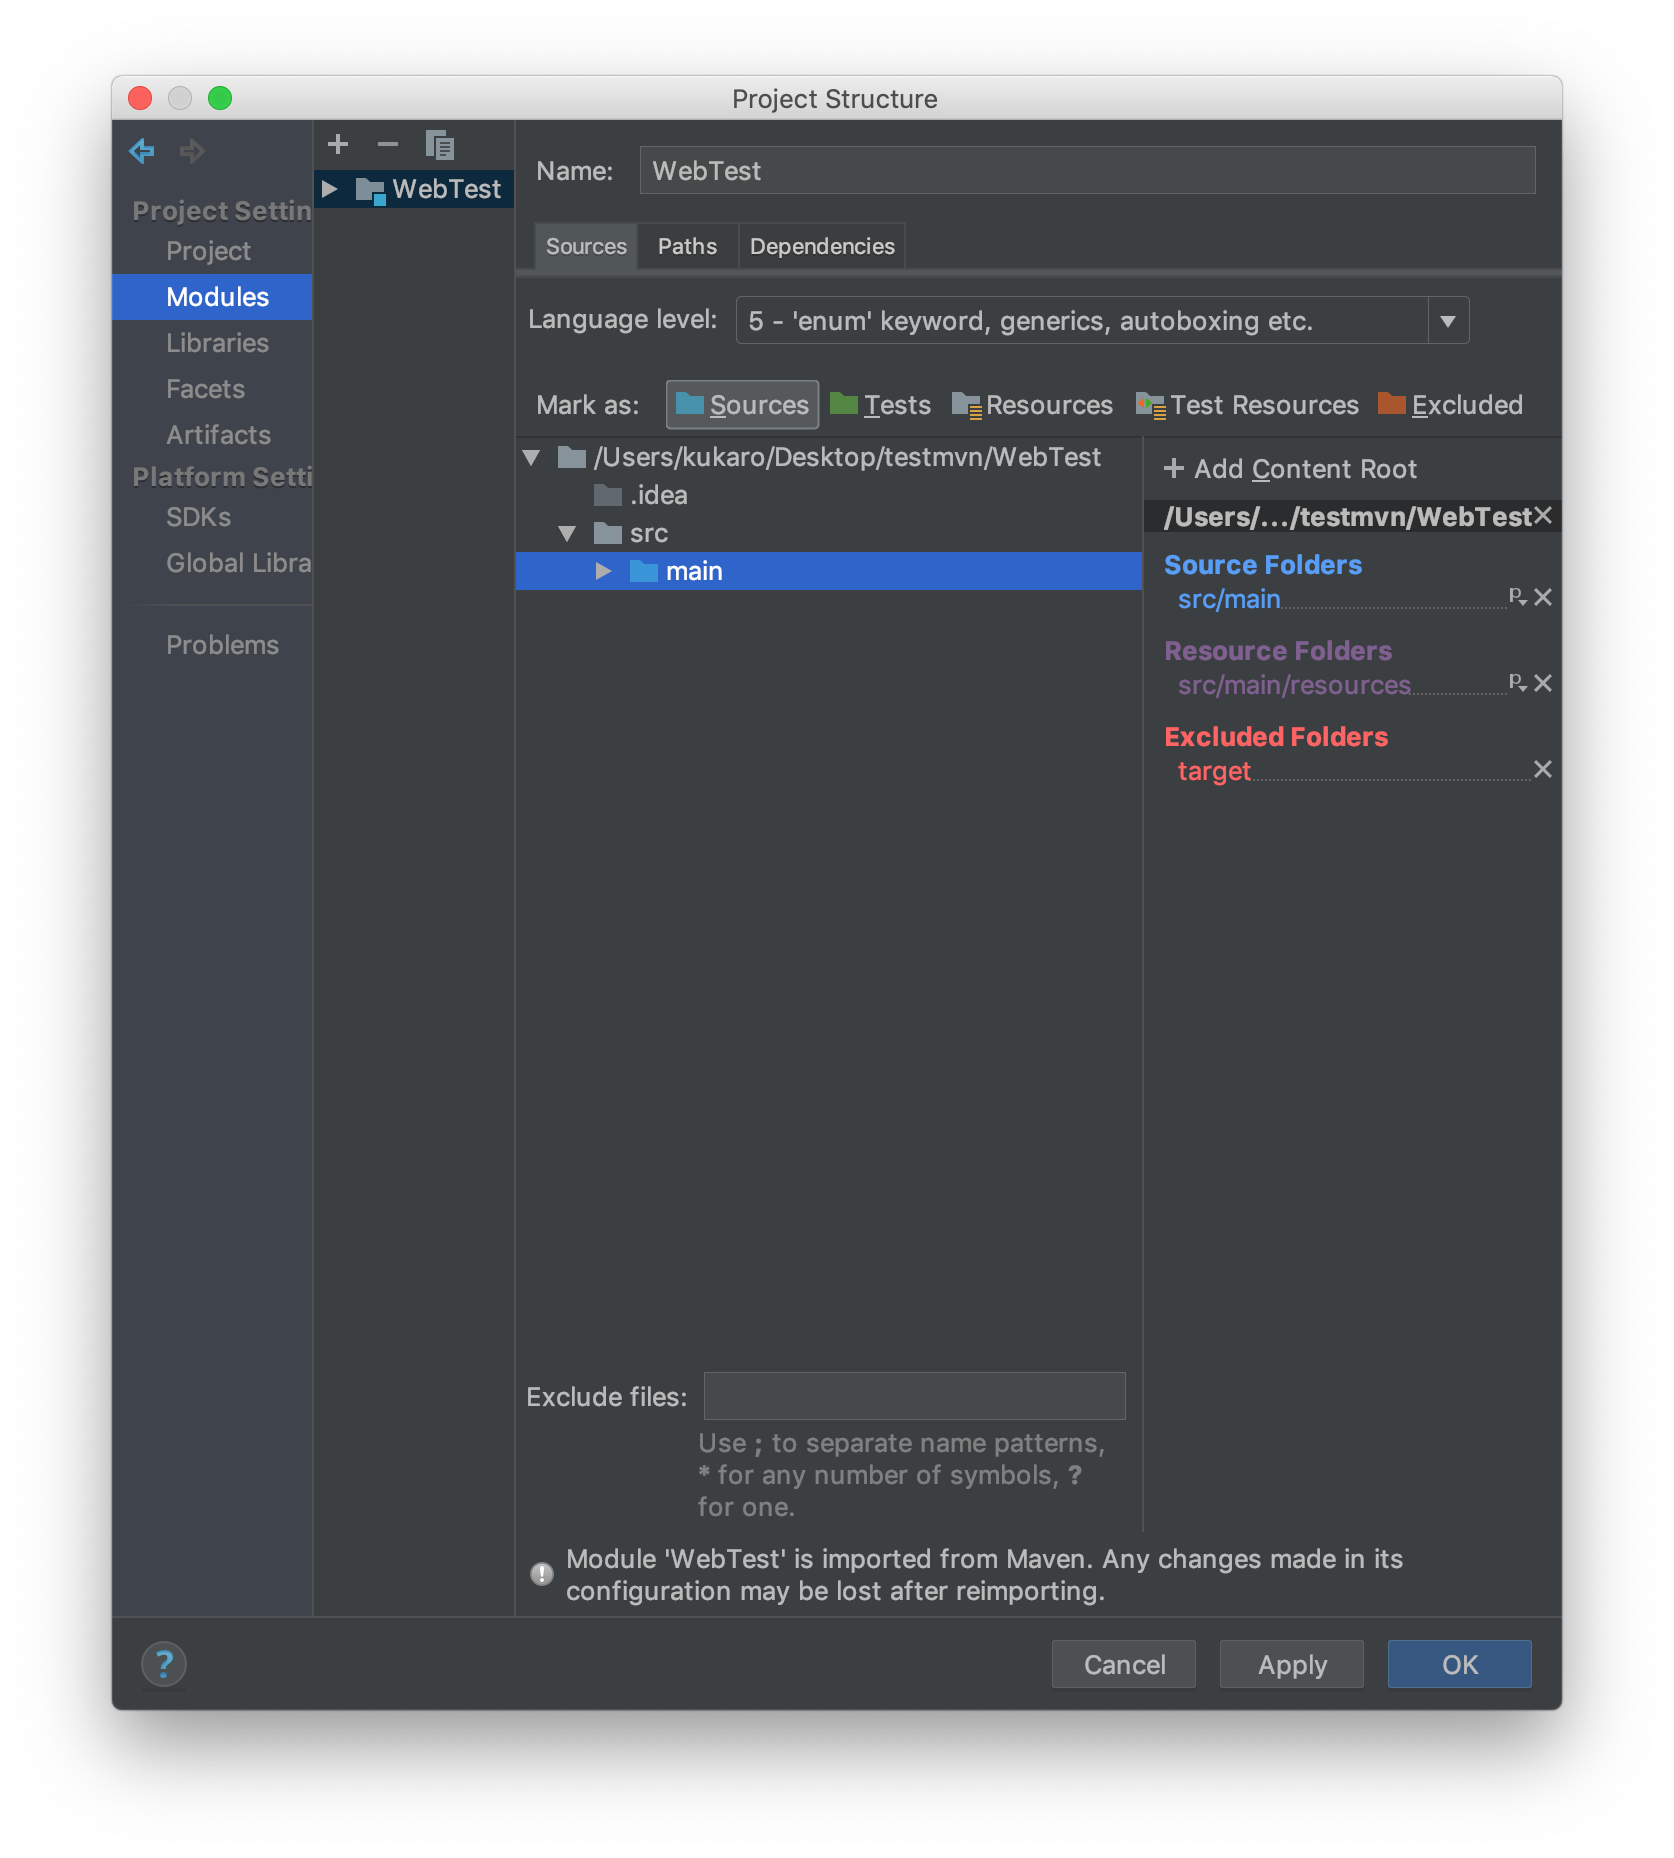 Project Structure
Project Settin
Project
Modules
Libraries
Facets
Artifacts
Platform Setti
SDKs
Global Libra
Problems
WebTest
Name: WebTest
Sources Paths Dependencies
Language level: 5 - 'enum' keyword, generics, autoboxing etc.
Mark as: Sources Tests Resources Test Resources Excluded
/Users/kukaro/Desktop/testmvn/WebTest
.idea
src
main
+ Add Content Root
/Users/.../testmvn/WebTest
Source Folders
src/main
Resource Folders
src/main/resources
Excluded Folders
target
Exclude files:
Use ; to separate name patterns,
* for any number of symbols, ?
for one.
Module 'WebTest' is imported from Maven. Any changes made in its
configuration may be lost after reimporting.
? Cancel Apply OK